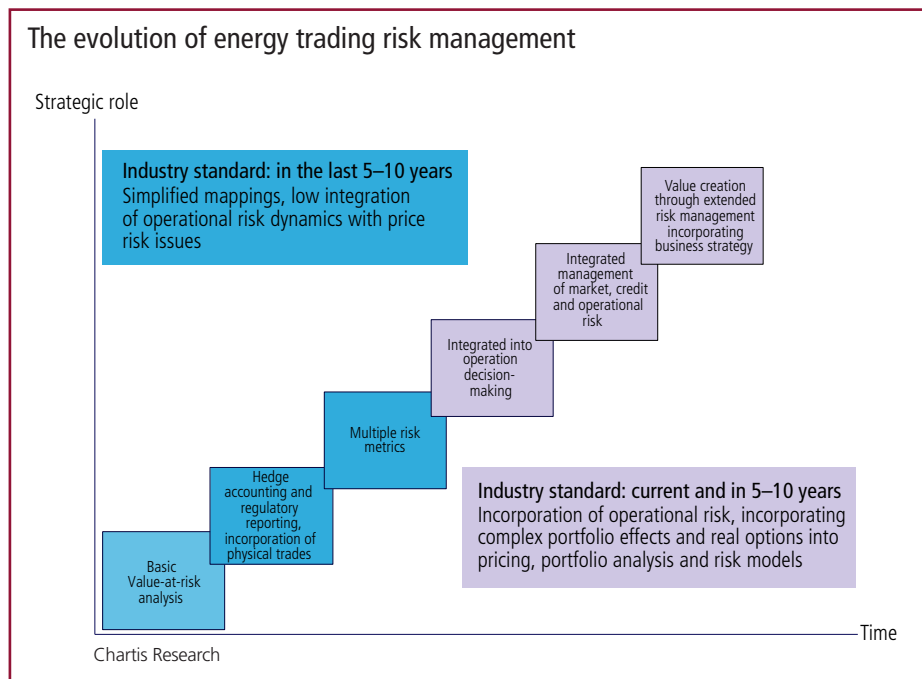 The evolution of energy trading risk management
Strategic role
Industry standard: in the last 5–10 years
Simplified mappings, low integration
of operational risk dynamics with price
risk issues
Value creation
through extended
risk management
incorporating
business strategy
Integrated
management
of market, credit
and operational
risk
Integrated into
operation
decision-
making
Multiple risk
metrics
Hedge
accounting and
regulatory
reporting,
incorporation of
physical trades
Basic
Value-at-risk
analysis
Industry standard: current and in 5–10 years
Incorporation of operational risk, incorporating
complex portfolio effects and real options into
pricing, portfolio analysis and risk models
Time
Chartis Research